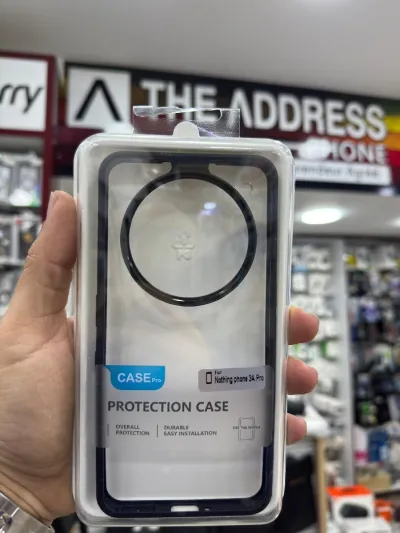 rry
THE ADDRESS
PHONE
CASE Pro
For
Nothing phone 3A Pro
PROTECTION CASE
OVERALL
PROTECTION
DURABLE
EASY INSTALLATION